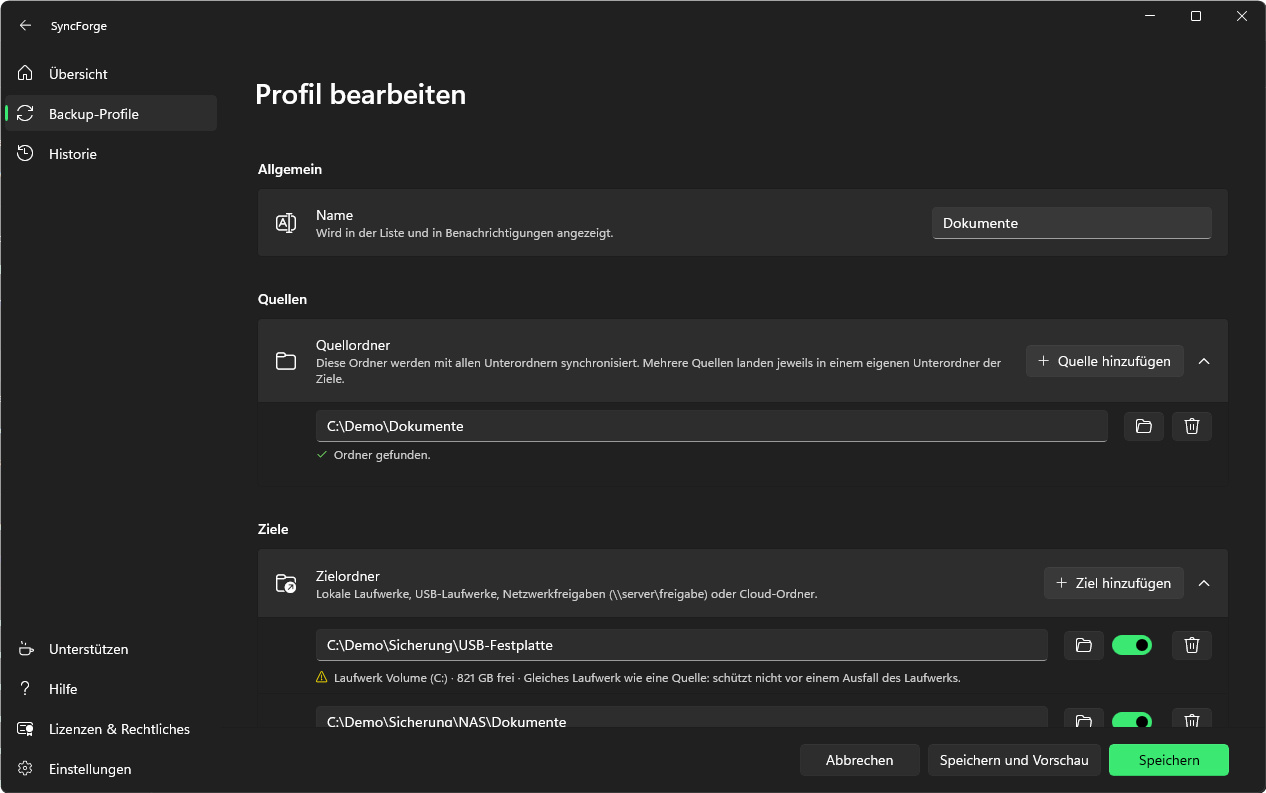 SyncForge
Übersicht
Backup-Profile
Historie
Unterstützen
Hilfe
Lizenzen & Rechtliches
Einstellungen
Profil bearbeiten
Allgemein
Name
Wird in der Liste und in Benachrichtigungen angezeigt.
Dokumente
Quellen
Quellordner
Diese Ordner werden mit allen Unterordnern synchronisiert. Mehrere Quellen landen jeweils in einem eigenen Unterordner der
Ziele.
Quelle hinzufügen
C:\Demo\Dokumente
Ordner gefunden.
Ziele
Zielordner
Lokale Laufwerke, USB-Laufwerke, Netzwerkfreigaben (\\server\freigabe) oder Cloud-Ordner.
Ziel hinzufügen
C:\Demo\Sicherung\USB-Festplatte
Laufwerk Volume (C:) · 821 GB frei · Gleiches Laufwerk wie eine Quelle: schützt nicht vor einem Ausfall des Laufwerks.
C:\Demo\Sicherung\NAS\Dokumente
Abbrechen
Speichern und Vorschau
Speichern